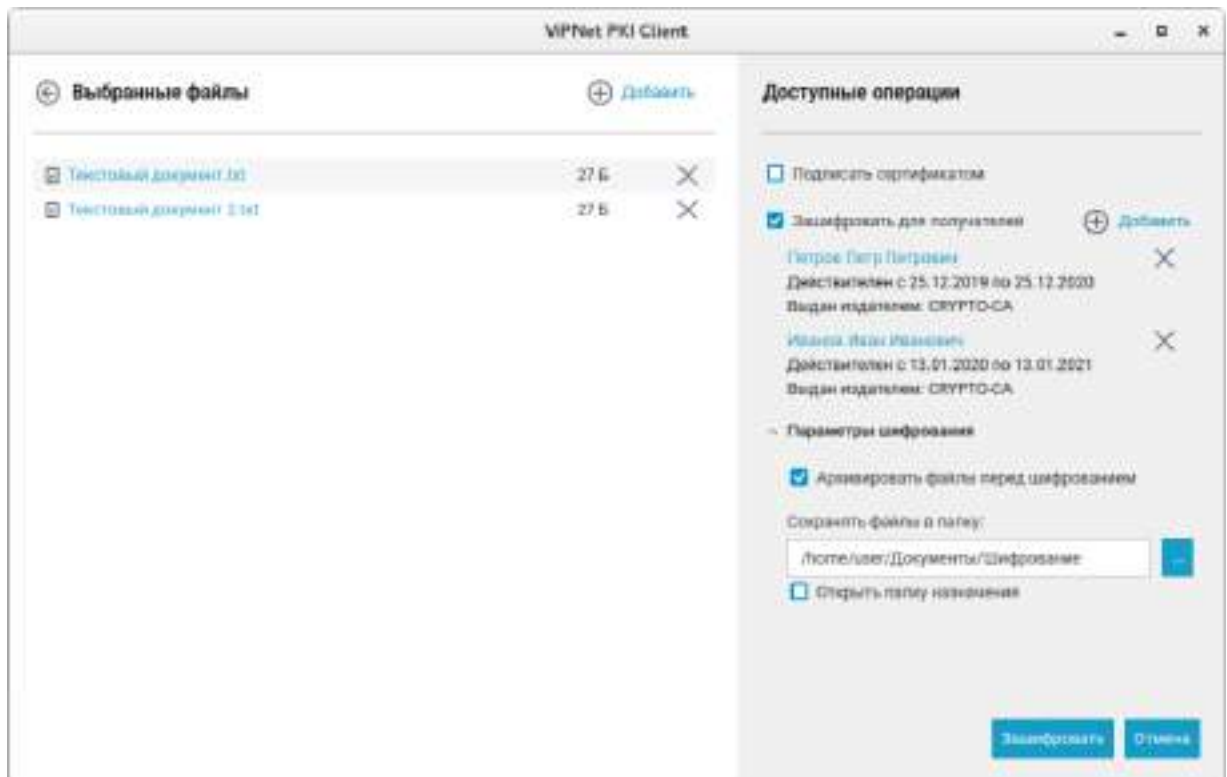 ViPNet PKI Client
Выбранные файлы
Добавить
Текстовый документ.txt
27 Б
Текстовый документ 2.txt
27 Б
Доступные операции
Подписать сертификатом
Зашифровать для получателей
Добавить
Петров Петр Петрович
Действителен с 25.12.2019 по 25.12.2020
Выдан издателем: CRYPTO-CA
Иванов Иван Иванович
Действителен с 13.01.2020 по 13.01.2021
Выдан издателем: CRYPTO-CA
Параметры шифрования
Архивировать файлы перед шифрованием
Сохранять файлы в папку:
/home/user/Документы/Шифрование
...
Открыть папку назначения
Зашифровать
Отмена